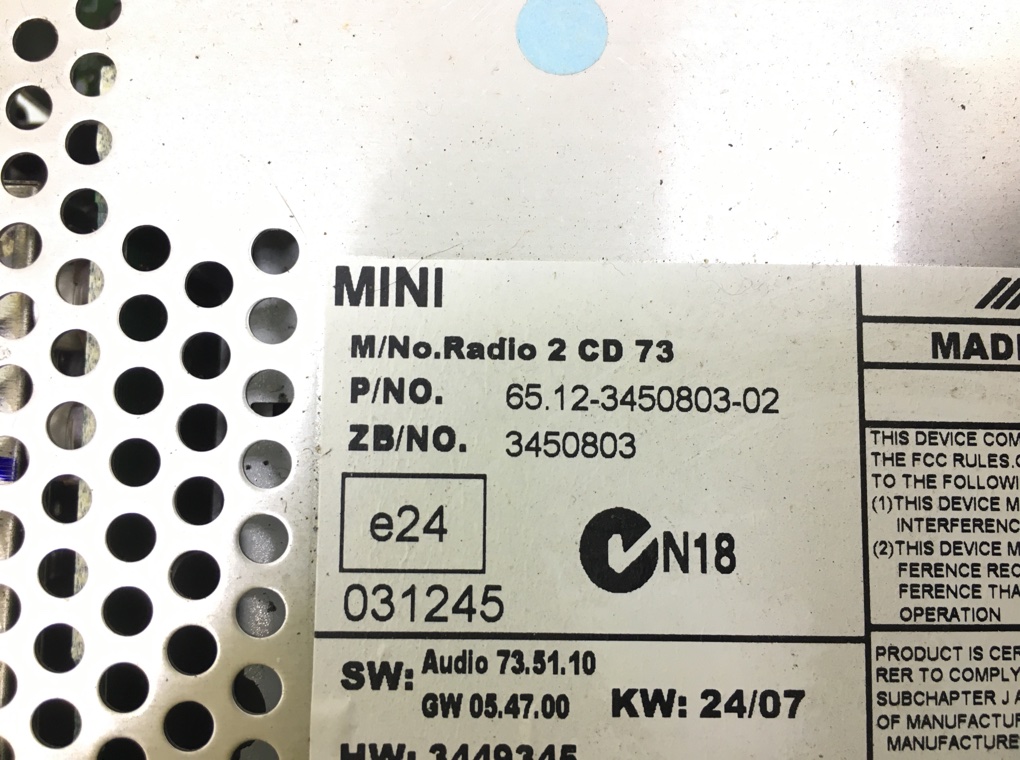 MINI
M/No.Radio 2 CD 73
P/NO. 65.12-3450803-02
ZB/NO. 3450803
e24
N18
031245
SW: Audio 73.51.10
GW 05.47.00
KW: 24/07
HW: 3449345
MADE
THIS DEVICE COM
THE FCC RULES.
TO THE FOLLOWI
(1)THIS DEVICE M
INTERFERENC
(2)THIS DEVICE M
FERENCE REC
FERENCE THA
OPERATION
PRODUCT IS CER
RER TO COMPLY
SUBCHAPTER J A
OF MANUFACTU
MANUFACTURE